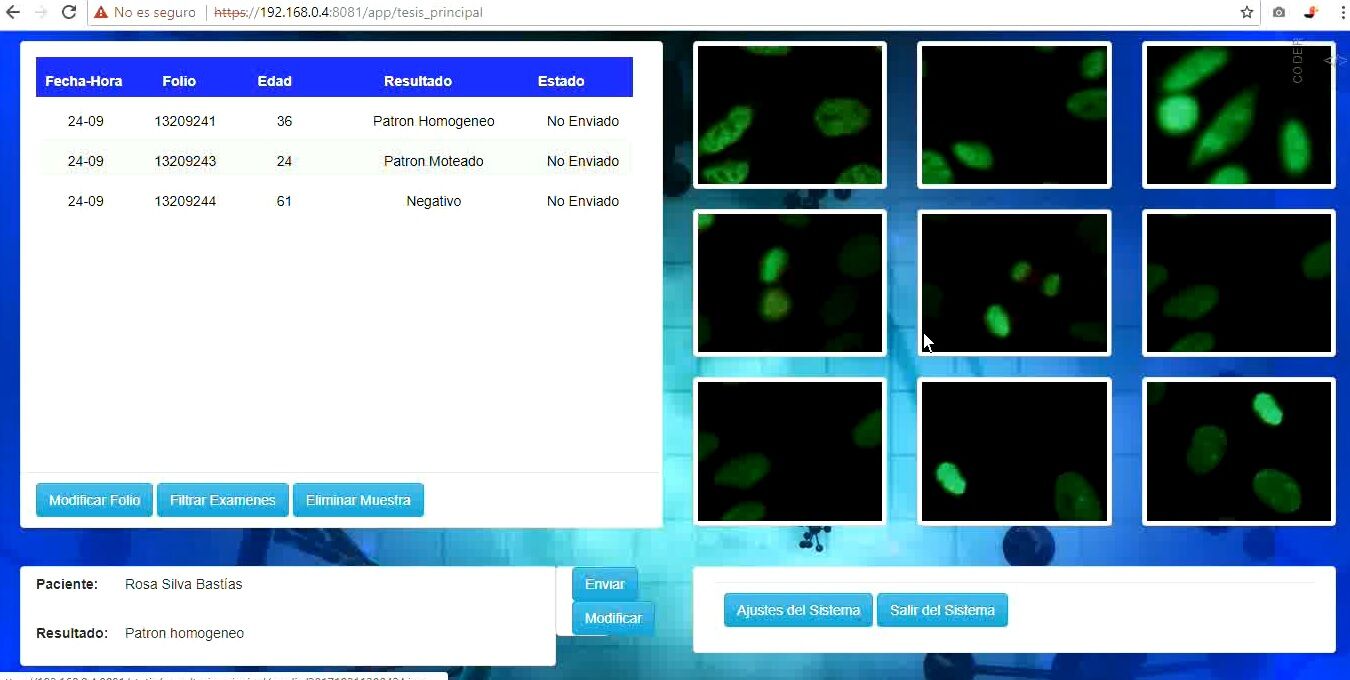 No es seguro https://192.168.0.4:8081/app/tesis_principal
CODER
Fecha-Hora Folio Edad Resultado Estado
24-09 13209241 36 Patron Homogeneo No Enviado
24-09 13209243 24 Patron Moteado No Enviado
24-09 13209244 61 Negativo No Enviado
Modificar Folio Filtrar Examenes Eliminar Muestra
Paciente: Rosa Silva Bastías
Resultado: Patron homogeneo
Enviar
Modificar
Ajustes del Sistema Salir del Sistema